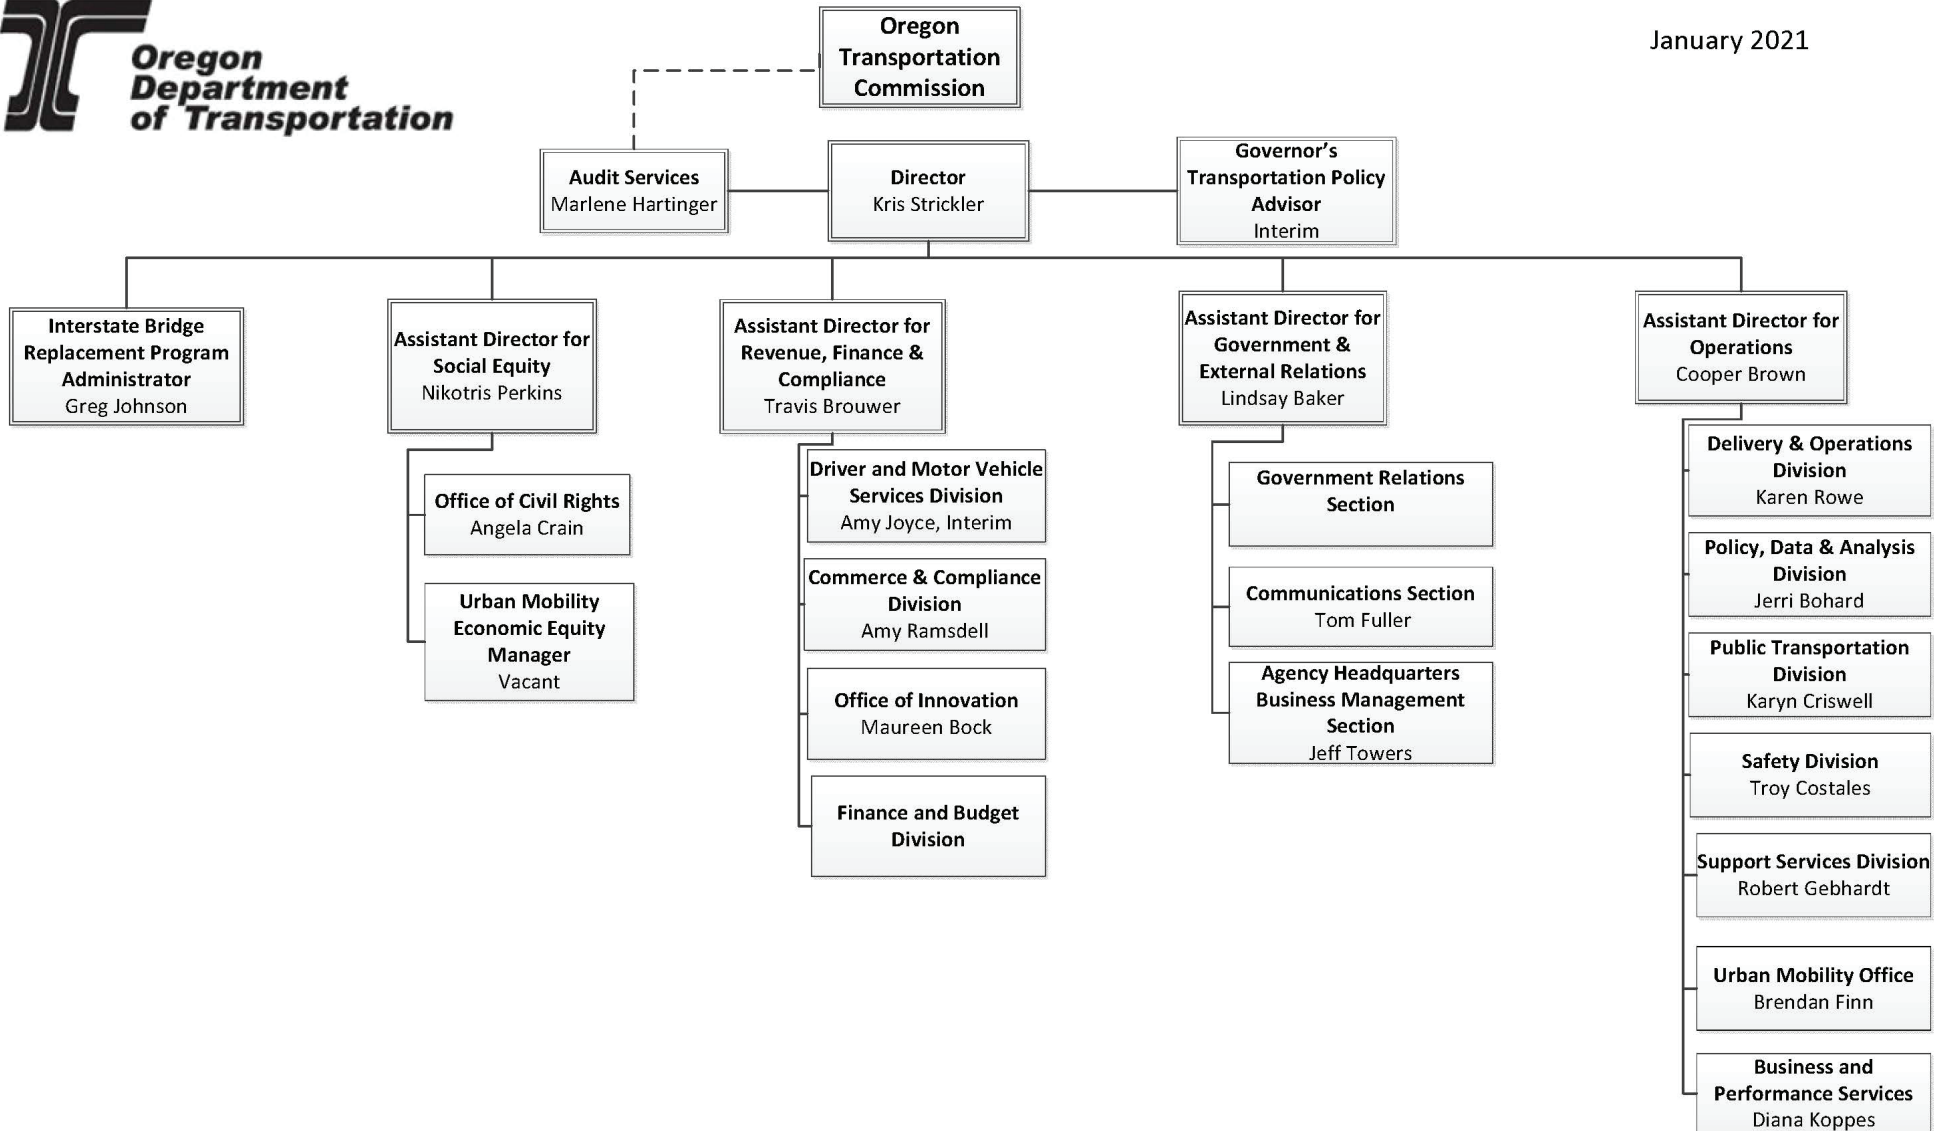 Oregon
Department
of Transportation
January 2021
Oregon
Transportation
Commission
Audit Services
Marlene Hartinger
Director
Kris Strickler
Governor’s
Transportation Policy
Advisor
Interim
Interstate Bridge
Replacement Program
Administrator
Greg Johnson
Assistant Director for
Social Equity
Nikotris Perkins
Office of Civil Rights
Angela Crain
Urban Mobility
Economic Equity
Manager
Vacant
Assistant Director for
Revenue, Finance &
Compliance
Travis Brouwer
Driver and Motor Vehicle
Services Division
Amy Joyce, Interim
Commerce & Compliance
Division
Amy Ramsdell
Office of Innovation
Maureen Bock
Finance and Budget
Division
Assistant Director for
Government &
External Relations
Lindsay Baker
Government Relations
Section
Communications Section
Tom Fuller
Agency Headquarters
Business Management
Section
Jeff Towers
Assistant Director for
Operations
Cooper Brown
Delivery & Operations
Division
Karen Rowe
Policy, Data & Analysis
Division
Jerri Bohard
Public Transportation
Division
Karyn Criswell
Safety Division
Troy Costales
Support Services Division
Robert Gebhardt
Urban Mobility Office
Brendan Finn
Business and
Performance Services
Diana Koppes